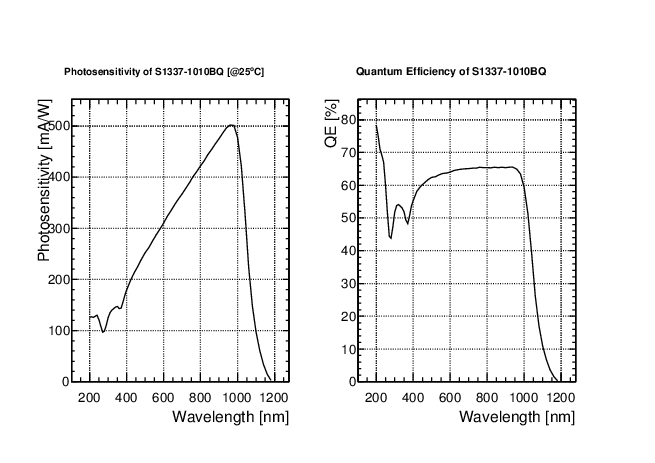 Photosensitivity of S1337-1010BQ [@25°C]
Photosensitivity [mA/W]
500
400
300
200
100
0
200 400 600 800 1000 1200
Wavelength [nm]
Quantum Efficiency of S1337-1010BQ
QE [%]
80
70
60
50
40
30
20
10
0
200 400 600 800 1000 1200
Wavelength [nm]